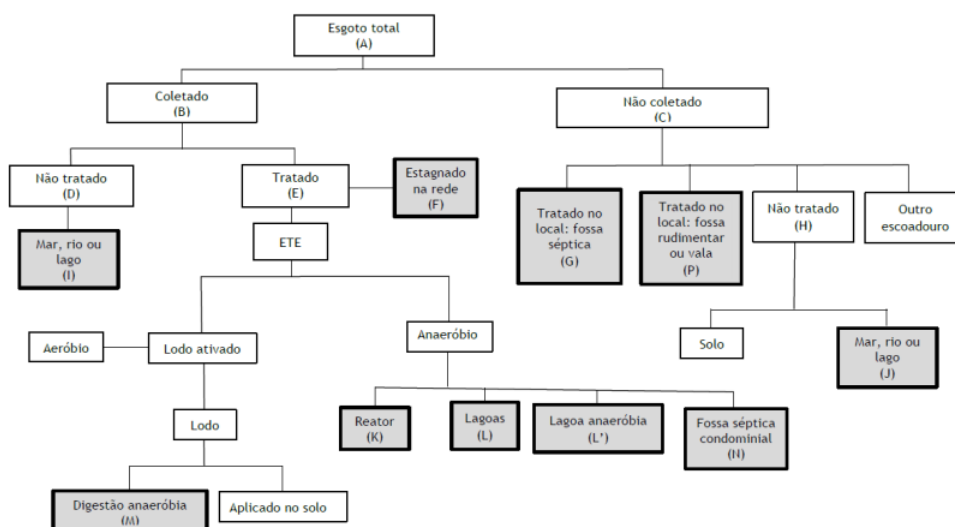 Esgoto total
(A)
Coletado
(B)
Não coletado
(C)
Não tratado
(D)
Tratado
(E)
Estagnado
na rede
(F)
Tratado no
local: fossa
séptica
(G)
Tratado no
local: fossa
rudimentar
ou vala
(P)
Não tratado
(H)
Outro
escoadouro
Mar, rio ou
lago
(I)
ETE
Aeróbio
Lodo ativado
Anaeróbio
Solo
Mar, rio ou
lago
(J)
Lodo
Reator
(K)
Lagoas
(L)
Lagoa anaeróbia
(L’)
Fossa séptica
condominial
(N)
Digestão anaeróbia
(M)
Aplicado no solo